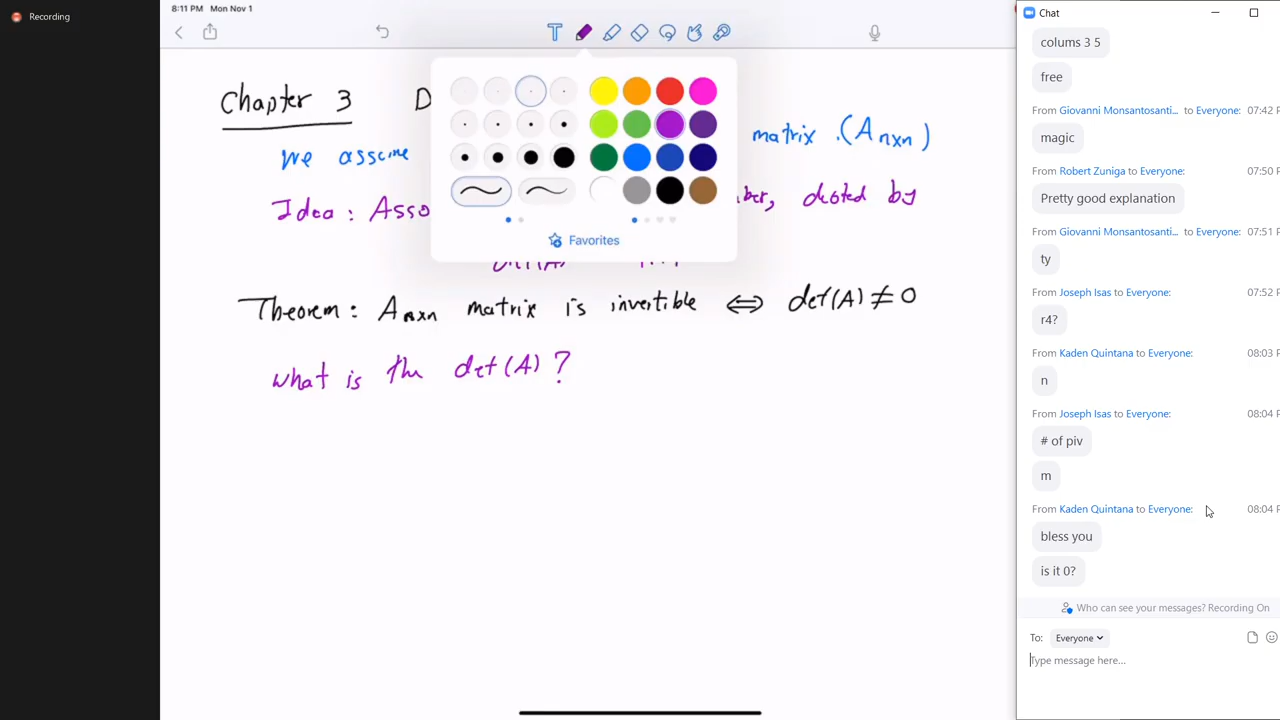 Recording
8:11 PM Mon Nov 1
Chapter 3 D
We assume matrix . (Anxn)
Idea : Asso ber, doted by
Theorem : Anxn matrix is invertible ⟺ det(A) ≠ 0
what is the det(A) ?
Favorites
Chat
colums 3 5
free
From Giovanni Monsantosanti... to Everyone: 07:42 P
magic
From Robert Zuniga to Everyone: 07:50 P
Pretty good explanation
From Giovanni Monsantosanti... to Everyone: 07:51 P
ty
From Joseph Isas to Everyone: 07:52 P
r4?
From Kaden Quintana to Everyone: 08:03 P
n
From Joseph Isas to Everyone: 08:04 P
# of piv
m
From Kaden Quintana to Everyone: 08:04 P
bless you
is it 0?
Who can see your messages? Recording On
To: Everyone
Type message here...